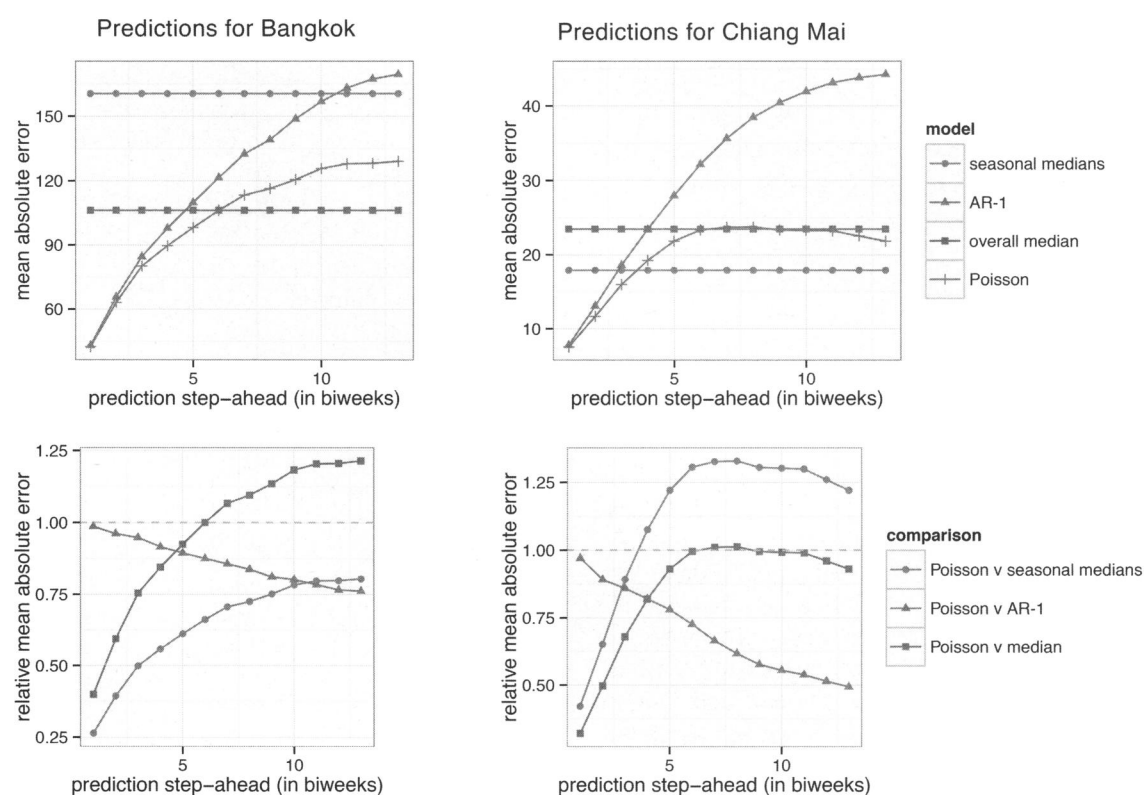 Predictions for Bangkok
mean absolute error
150
120
90
60
5
10
prediction step−ahead (in biweeks)
Predictions for Chiang Mai
mean absolute error
40
30
20
10
5
10
prediction step−ahead (in biweeks)
model
seasonal medians
AR-1
overall median
Poisson
relative mean absolute error
1.25
1.00
0.75
0.50
0.25
5
10
prediction step−ahead (in biweeks)
relative mean absolute error
1.25
1.00
0.75
0.50
5
10
prediction step−ahead (in biweeks)
comparison
Poisson v seasonal medians
Poisson v AR-1
Poisson v median